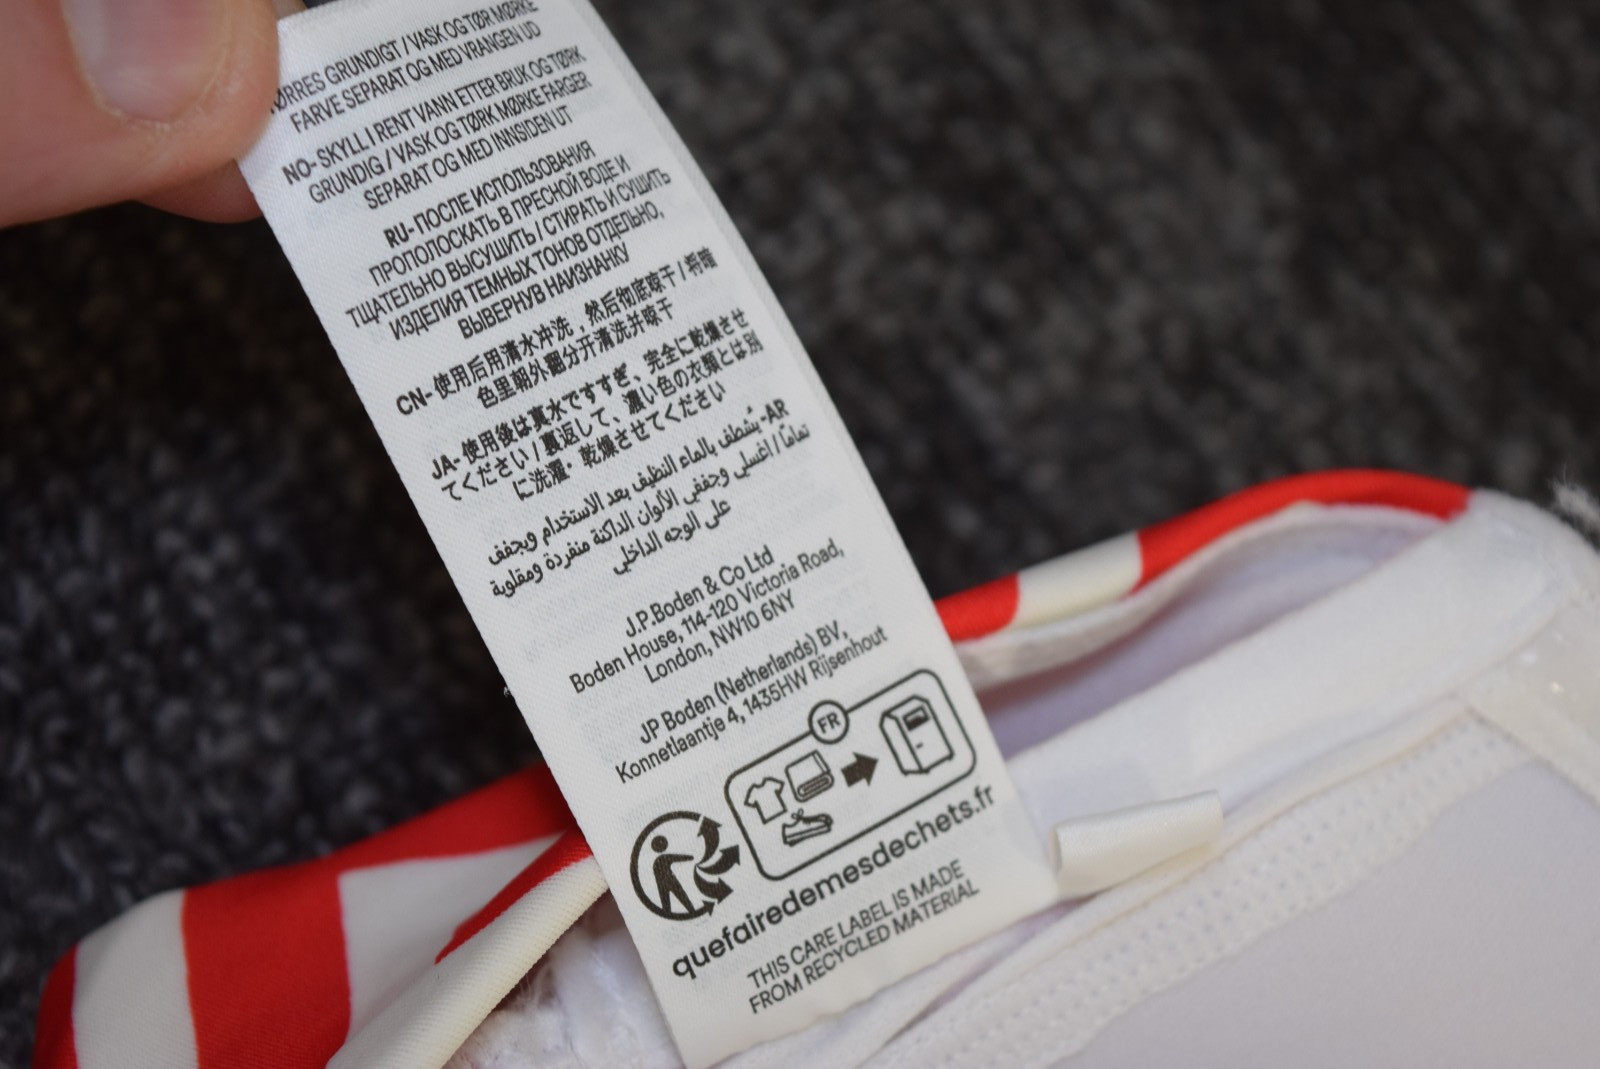 TØRRES GRUNDIGT / VASK OG TØR MØRKE
FARVE SEPARAT OG MED VRANGEN UD
NO- SKYLL I RENT VANN ETTER BRUK OG TØRK
GRUNDIG / VASK OG TØRK MØRKE FARGER
SEPARAT OG MED INNSIDEN UT
RU- ПОСЛЕ ИСПОЛЬЗОВАНИЯ
ПРОПОЛОСКАТЬ В ПРЕСНОЙ ВОДЕ И
ТЩАТЕЛЬНО ВЫСУШИТЬ / СТИРАТЬ И СУШИТЬ
ИЗДЕЛИЯ ТЕМНЫХ ТОНОВ ОТДЕЛЬНО,
ВЫВЕРНУВ НАИЗНАНКУ
CN- 使用后用清水冲洗，然后彻底晾干 / 将暗
色里朝外翻分开清洗并晾干
JA- 使用後は真水ですすぎ、完全に乾燥させ
てください / 裏返して、濃い色の衣類とは別
に洗濯・乾燥させてください
AR- يُشطف بالماء النظيف بعد الاستخدام ويجفف
تمامًا / اغسلي وجففي الألوان الداكنة منفردة ومقلوبة
على الوجه الداخلي
J.P.Boden & Co Ltd
Boden House, 114-120 Victoria Road,
London, NW10 6NY
JP Boden (Netherlands) BV,
Konnetlaantje 4, 1435HW Rijsenhout
FR
quefairedemesdechets.fr
THIS CARE LABEL IS MADE
FROM RECYCLED MATERIAL